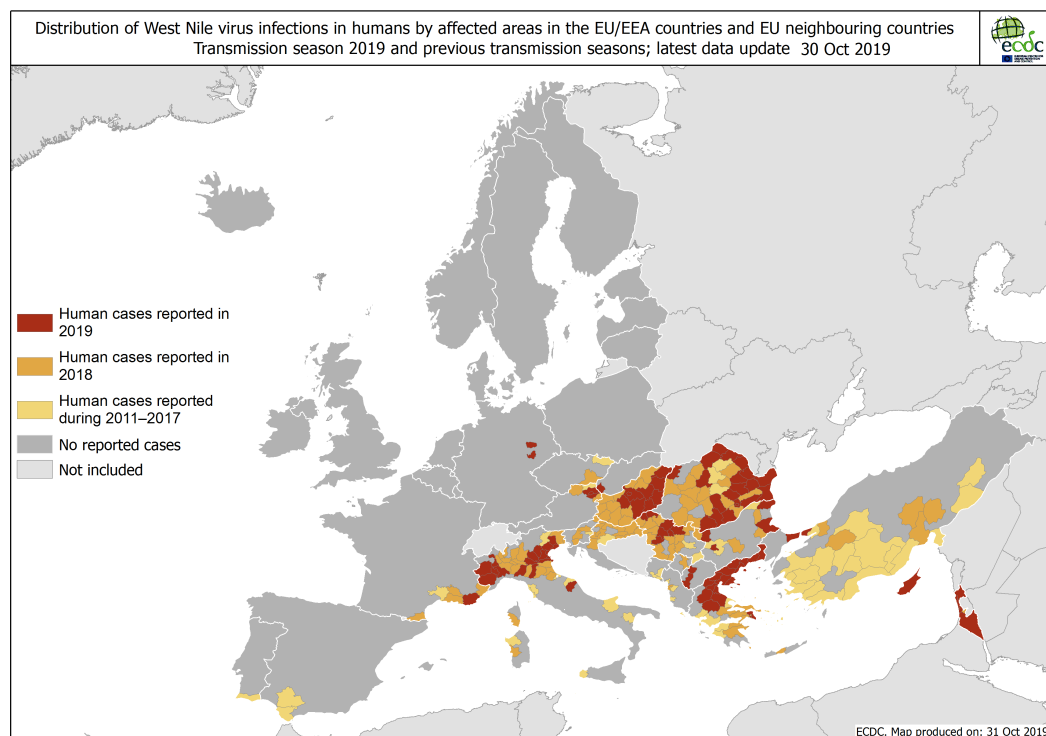 Distribution of West Nile virus infections in humans by affected areas in the EU/EEA countries and EU neighbouring countries
Transmission season 2019 and previous transmission seasons; latest data update 30 Oct 2019
ecdc
Human cases reported in
2019
Human cases reported in
2018
Human cases reported
during 2011–2017
No reported cases
Not included
ECDC. Map produced on: 31 Oct 2019